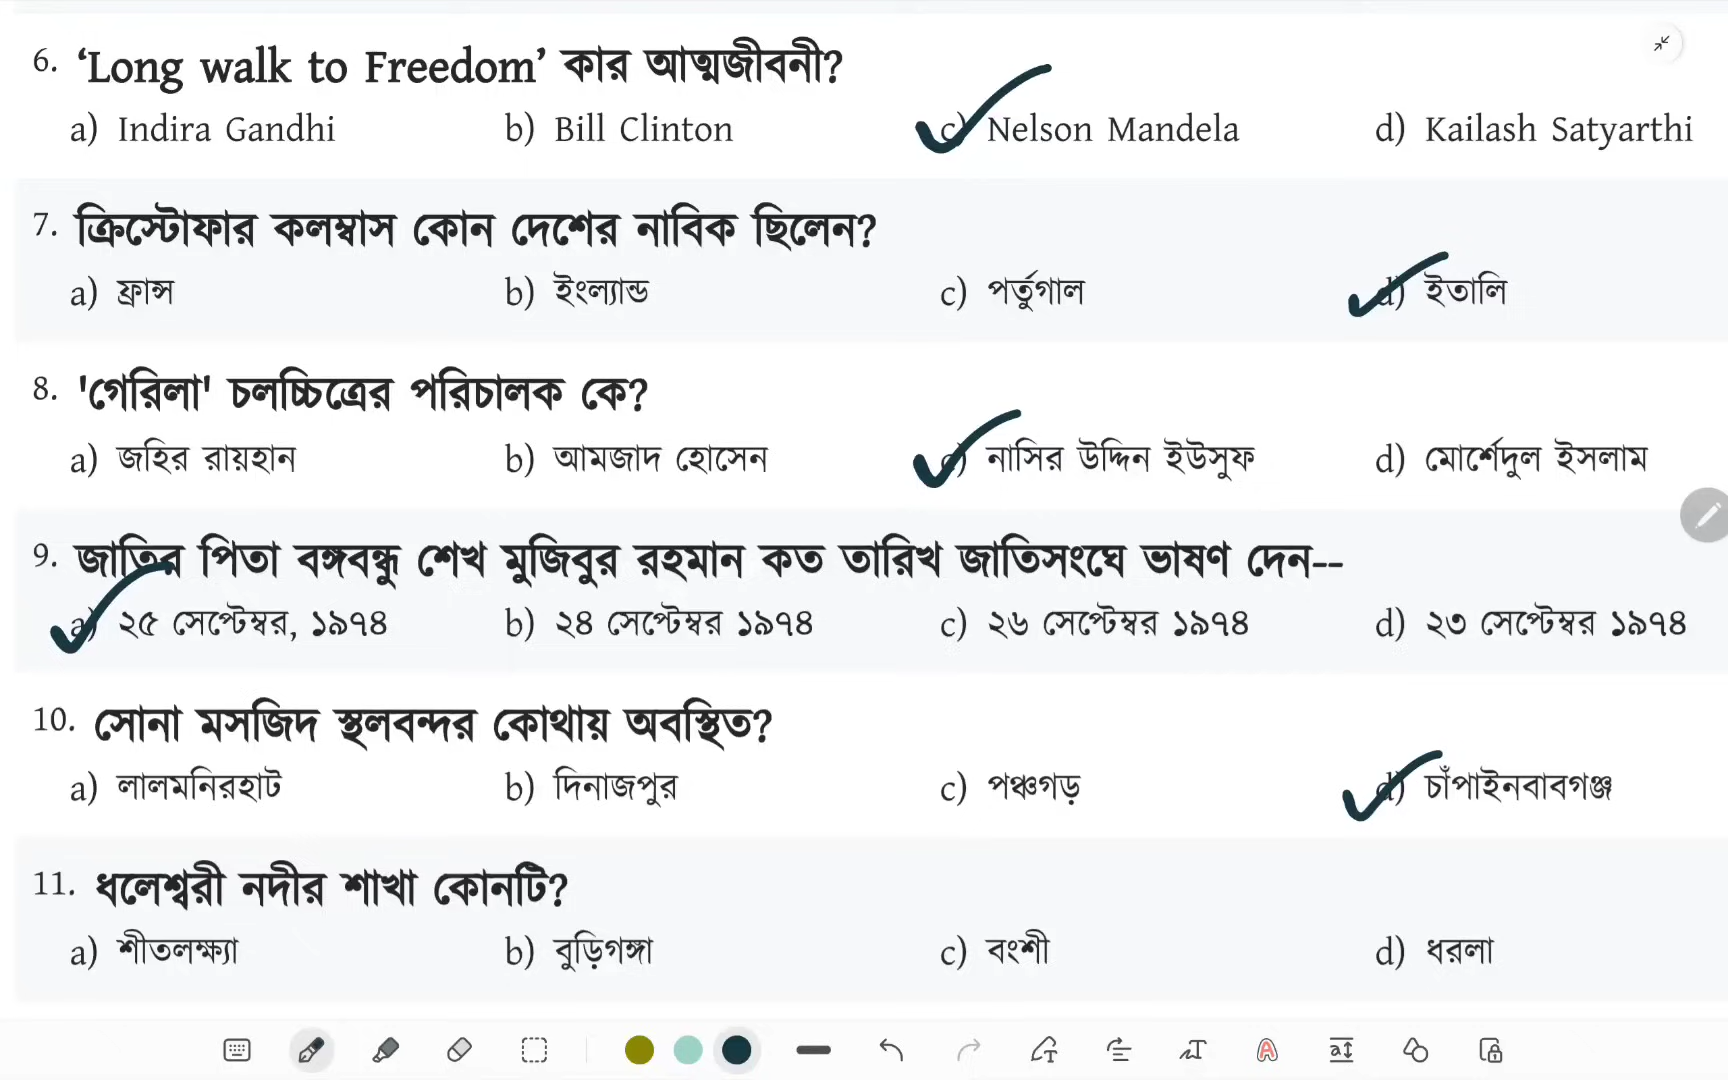 6. ‘Long walk to Freedom’ কার আত্মজীবনী?
a) Indira Gandhi b) Bill Clinton c) Nelson Mandela d) Kailash Satyarthi
7. ক্রিস্টোফার কলম্বাস কোন দেশের নাবিক ছিলেন?
a) ফ্রান্স b) ইংল্যান্ড c) পর্তুগাল d) ইতালি
8. 'গেরিলা' চলচ্চিত্রের পরিচালক কে?
a) জহির রায়হান b) আমজাদ হোসেন c) নাসির উদ্দিন ইউসুফ d) মোর্শেদুল ইসলাম
9. জাতির পিতা বঙ্গবন্ধু শেখ মুজিবুর রহমান কত তারিখ জাতিসংঘে ভাষণ দেন--
a) ২৫ সেপ্টেম্বর, ১৯৭৪ b) ২৪ সেপ্টেম্বর ১৯৭৪ c) ২৬ সেপ্টেম্বর ১৯৭৪ d) ২৩ সেপ্টেম্বর ১৯৭৪
10. সোনা মসজিদ স্থলবন্দর কোথায় অবস্থিত?
a) লালমনিরহাট b) দিনাজপুর c) পঞ্চগড় d) চাঁপাইনবাবগঞ্জ
11. ধলেশ্বরী নদীর শাখা কোনটি?
a) শীতলক্ষ্যা b) বুড়িগঙ্গা c) বংশী d) ধরলা